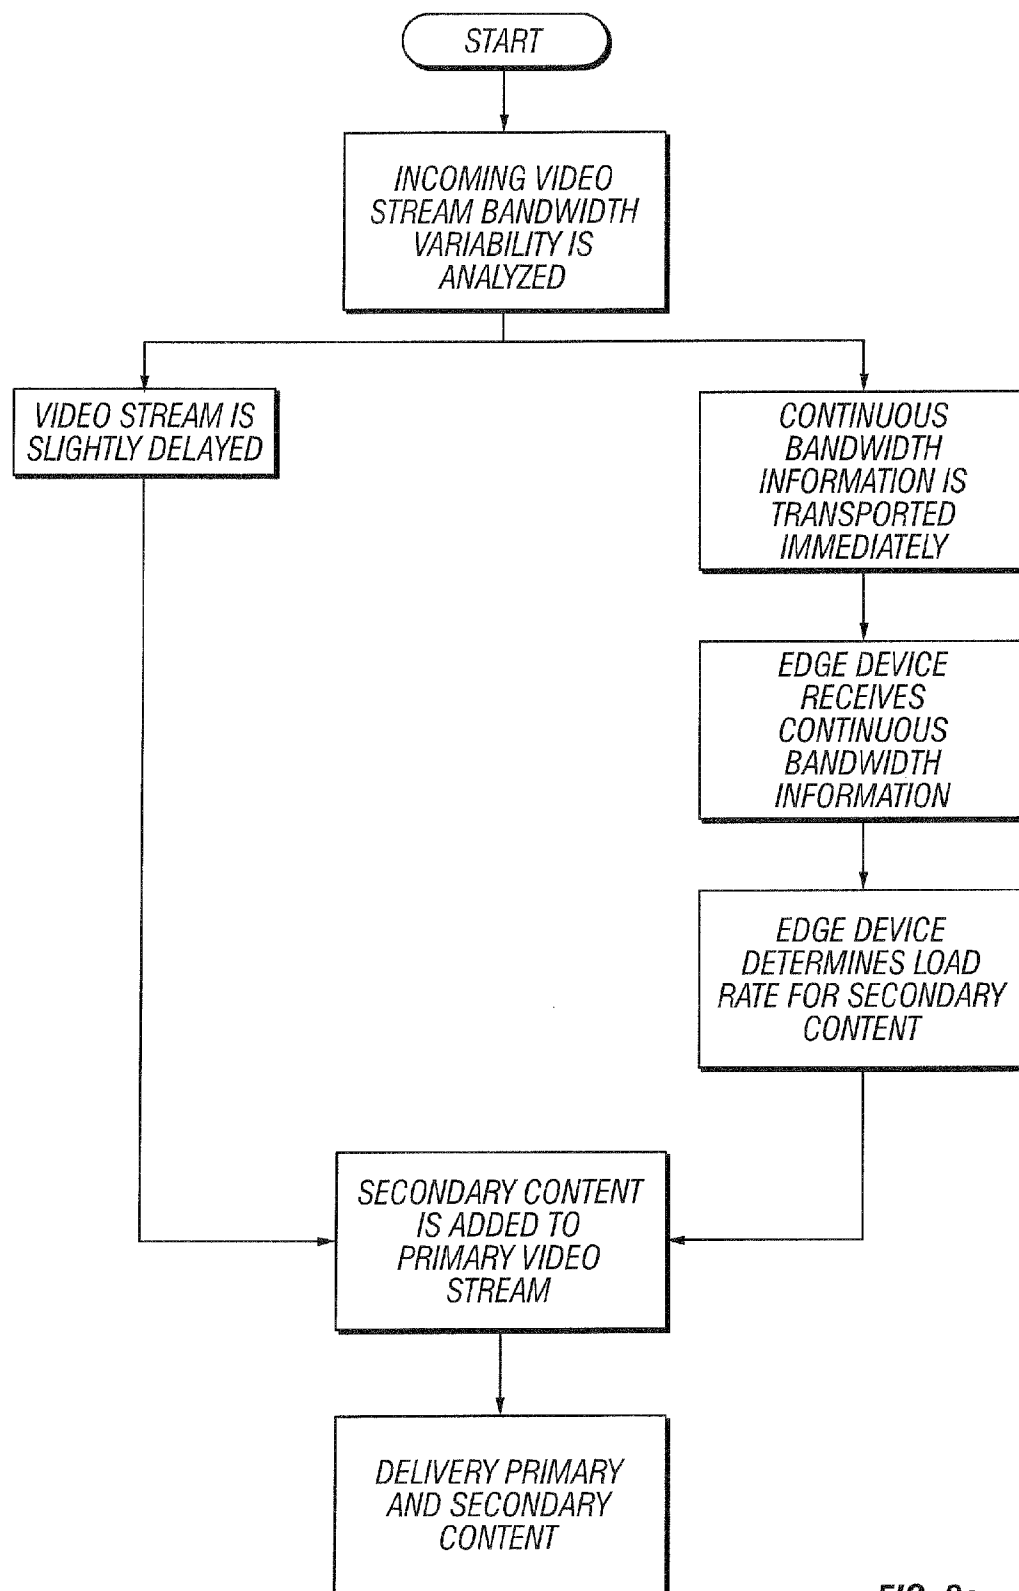 START
INCOMING VIDEO
STREAM BANDWIDTH
VARIABILITY IS
ANALYZED
VIDEO STREAM IS
SLIGHTLY DELAYED
CONTINUOUS
BANDWIDTH
INFORMATION IS
TRANSPORTED
IMMEDIATELY
EDGE DEVICE
RECEIVES
CONTINUOUS
BANDWIDTH
INFORMATION
EDGE DEVICE
DETERMINES LOAD
RATE FOR SECONDARY
CONTENT
SECONDARY CONTENT
IS ADDED TO
PRIMARY VIDEO
STREAM
DELIVERY PRIMARY
AND SECONDARY
CONTENT